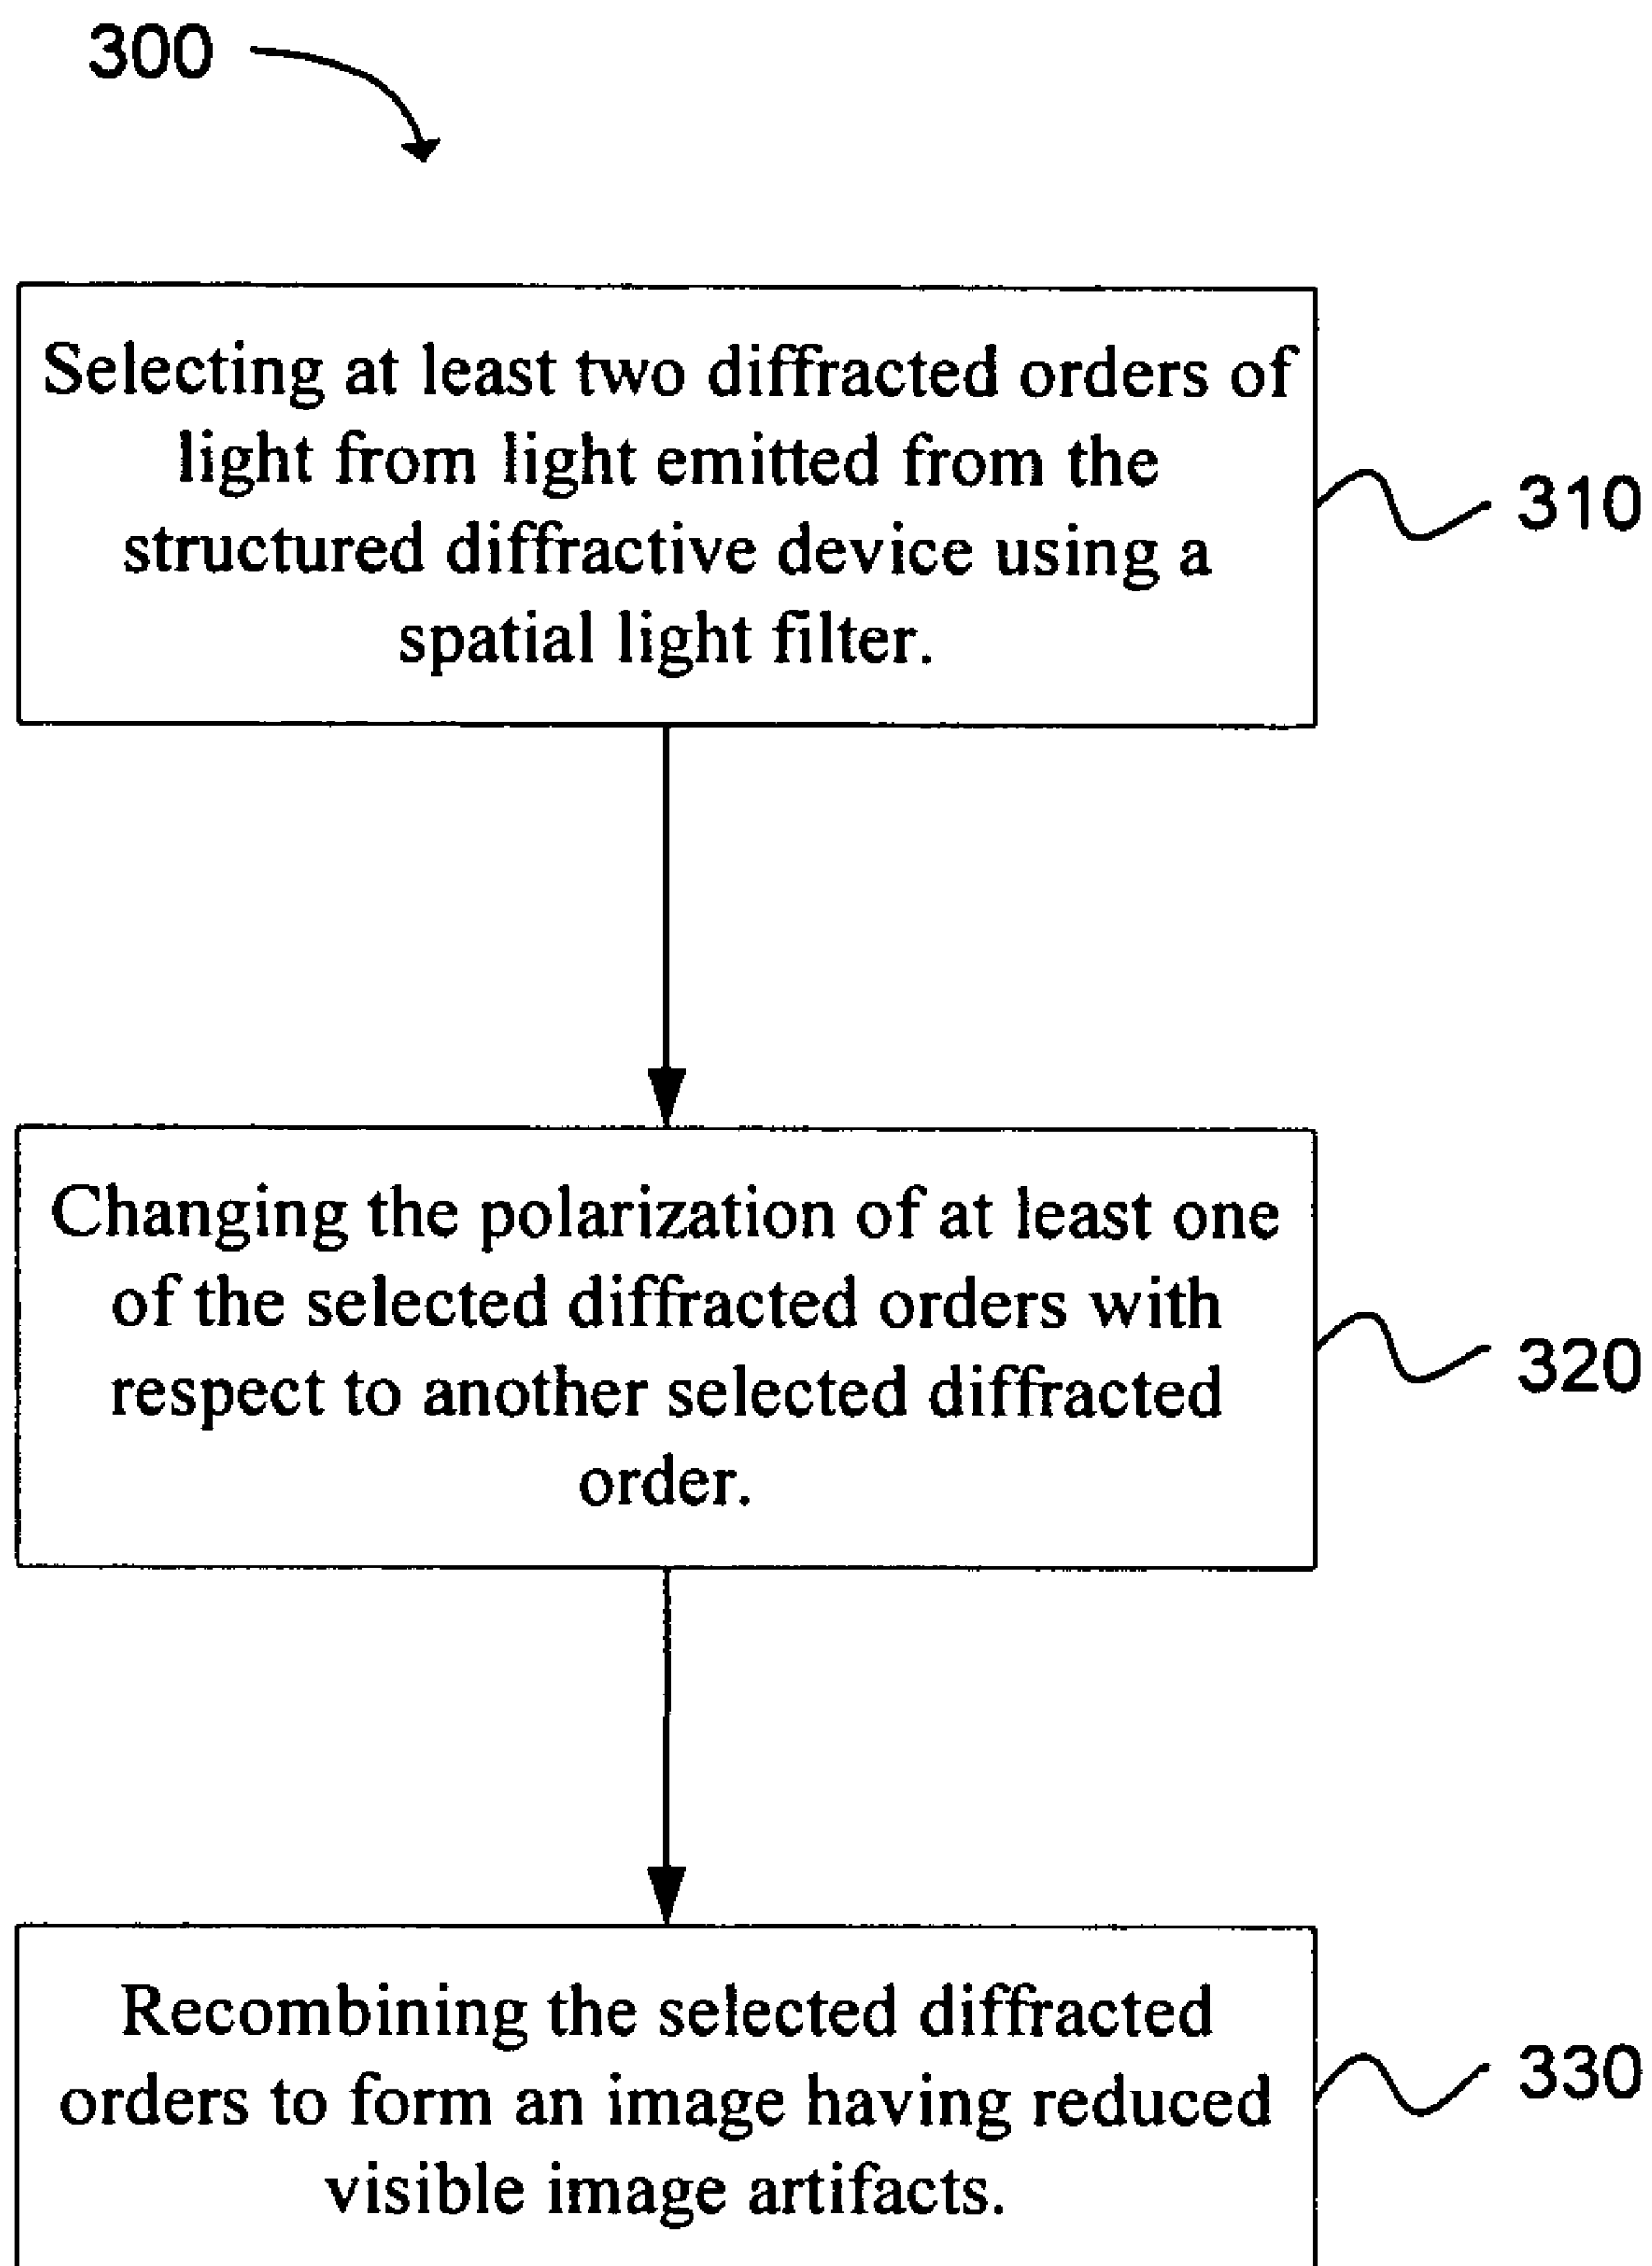 300
Selecting at least two diffracted orders of
light from light emitted from the
structured diffractive device using a
spatial light filter.
310
Changing the polarization of at least one
of the selected diffracted orders with
respect to another selected diffracted
order.
320
Recombining the selected diffracted
orders to form an image having reduced
visible image artifacts.
330